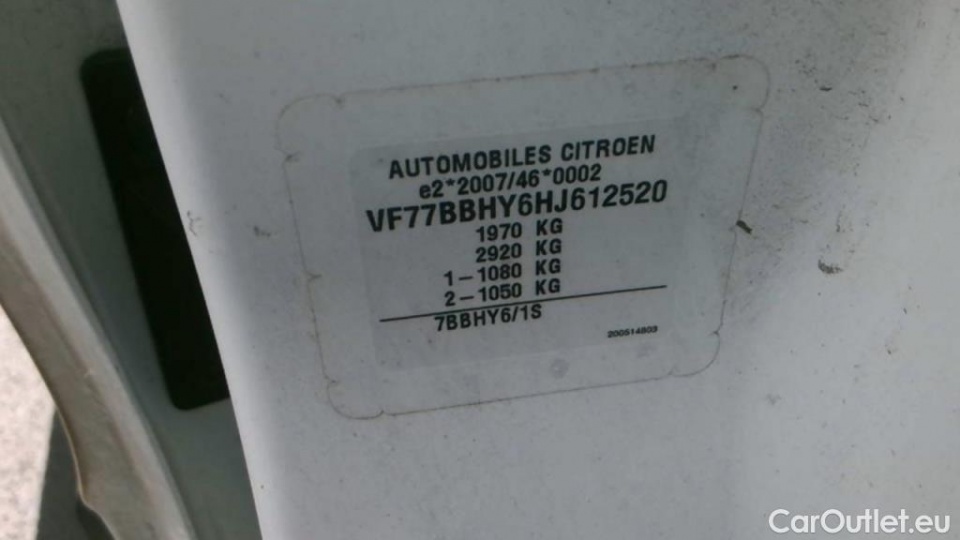 AUTOMOBILES CITROEN
e2*2007/46*0002
VF77BBHY6HJ612520
1970 KG
2920 KG
1-1080 KG
2-1050 KG
7BBHY6/1S
200514803
CarOutlet.eu